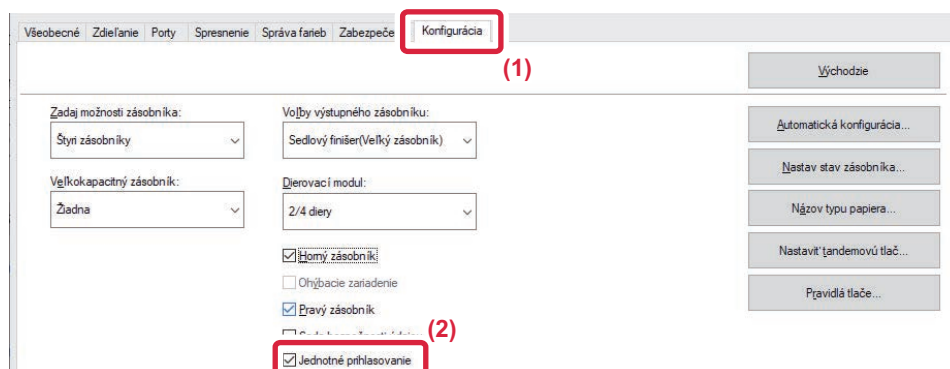 Všeobecné Zdieľanie Porty Spresnenie Správa farieb Zabezpeče Konfigurácia
(1)
Východzie
Zadaj možnosti zásobníka:
Štyri zásobníky
Voľby výstupného zásobníku:
Sedlový finišer(Veľký zásobník)
Automatická konfigurácia...
Nastav stav zásobníka...
Veľkokapacitný zásobník:
Žiadna
Dierovací modul:
2/4 diery
Názov typu papiera...
Horný zásobník
Nastaviť tandemovú tlač...
Ohýbacie zariadenie
Pravidlá tlače...
Pravý zásobník
(2)
Jednotné prihlasovanie